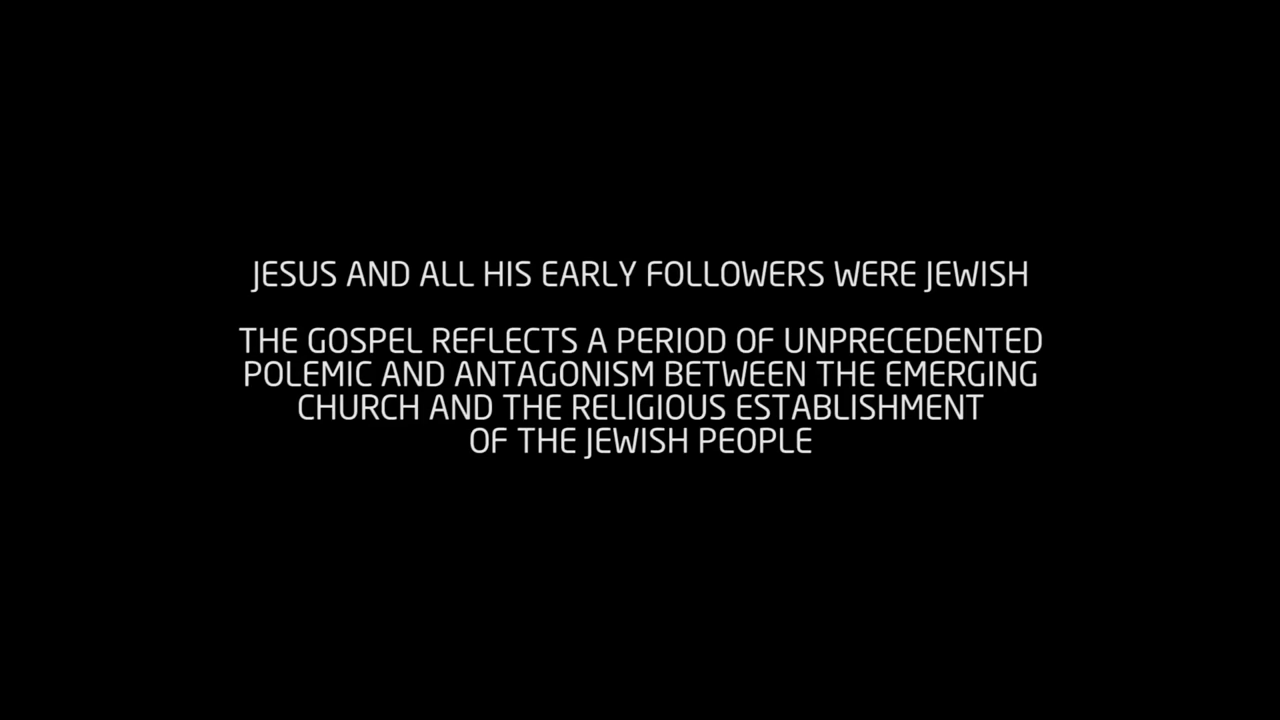 JESUS AND ALL HIS EARLY FOLLOWERS WERE JEWISH
THE GOSPEL REFLECTS A PERIOD OF UNPRECEDENTED
POLEMIC AND ANTAGONISM BETWEEN THE EMERGING
CHURCH AND THE RELIGIOUS ESTABLISHMENT
OF THE JEWISH PEOPLE